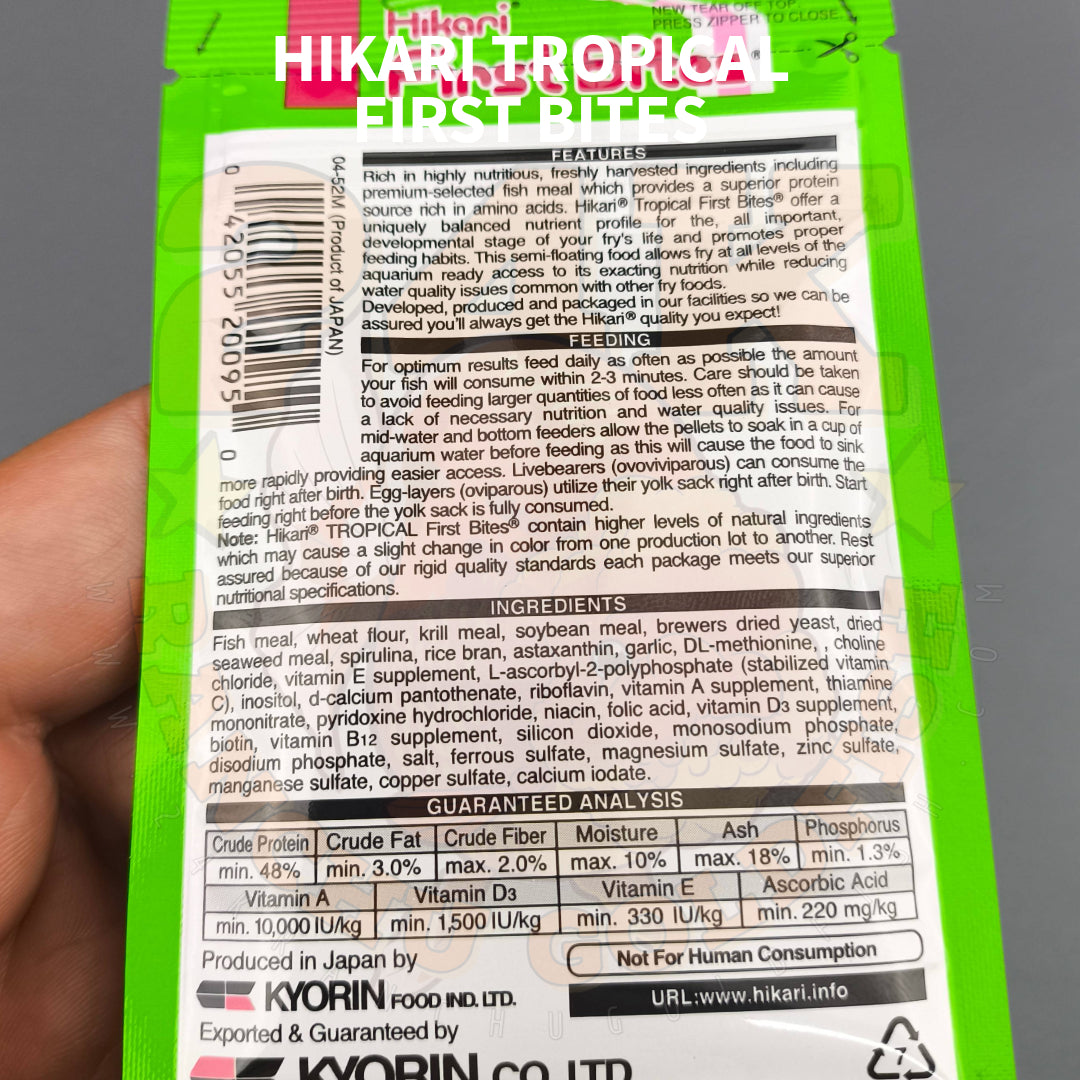 Hikari
NEW TEAR OFF TOP.
PRESS ZIPPER TO CLOSE.
First Bites®
HIKARI TROPICAL
FIRST BITES
FEATURES
Rich in highly nutritious, freshly harvested ingredients including
premium-selected fish meal which provides a superior protein
source rich in amino acids. Hikari® Tropical First Bites® offer a
uniquely balanced nutrient profile for the, all important,
developmental stage of your fry's life and promotes proper
feeding habits. This semi-floating food allows fry at all levels of the
aquarium ready access to its exacting nutrition while reducing
water quality issues common with other fry foods.
Developed, produced and packaged in our facilities so we can be
assured you'll always get the Hikari® quality you expect!
04-52M (Product of JAPAN)
0 42055 20095 0
FEEDING
For optimum results feed daily as often as possible the amount
your fish will consume within 2-3 minutes. Care should be taken
to avoid feeding larger quantities of food less often as it can cause
a lack of necessary nutrition and water quality issues. For
mid-water and bottom feeders allow the pellets to soak in a cup of
aquarium water before feeding as this will cause the food to sink
more rapidly providing easier access. Livebearers (ovoviviparous) can consume the
food right after birth. Egg-layers (oviparous) utilize their yolk sack right after birth. Start
feeding right before the yolk sack is fully consumed.
Note: Hikari® TROPICAL First Bites® contain higher levels of natural ingredients
which may cause a slight change in color from one production lot to another. Rest
assured because of our rigid quality standards each package meets our superior
nutritional specifications.
INGREDIENTS
Fish meal, wheat flour, krill meal, soybean meal, brewers dried yeast, dried
seaweed meal, spirulina, rice bran, astaxanthin, garlic, DL-methionine, , choline
chloride, vitamin E supplement, L-ascorbyl-2-polyphosphate (stabilized vitamin
C), inositol, d-calcium pantothenate, riboflavin, vitamin A supplement, thiamine
mononitrate, pyridoxine hydrochloride, niacin, folic acid, vitamin D3 supplement,
biotin, vitamin B12 supplement, silicon dioxide, monosodium phosphate,
disodium phosphate, salt, ferrous sulfate, magnesium sulfate, zinc sulfate,
manganese sulfate, copper sulfate, calcium iodate.
GUARANTEED ANALYSIS
Crude Protein Crude Fat Crude Fiber Moisture Ash Phosphorus
min. 48% min. 3.0% max. 2.0% max. 10% max. 18% min. 1.3%
Vitamin A Vitamin D3 Vitamin E Ascorbic Acid
min. 10,000 IU/kg min. 1,500 IU/kg min. 330 IU/kg min. 220 mg/kg
Produced in Japan by
Not For Human Consumption
KYORIN FOOD IND. LTD.
URL:www.hikari.info
Exported & Guaranteed by
KYORIN CO., LTD.
7